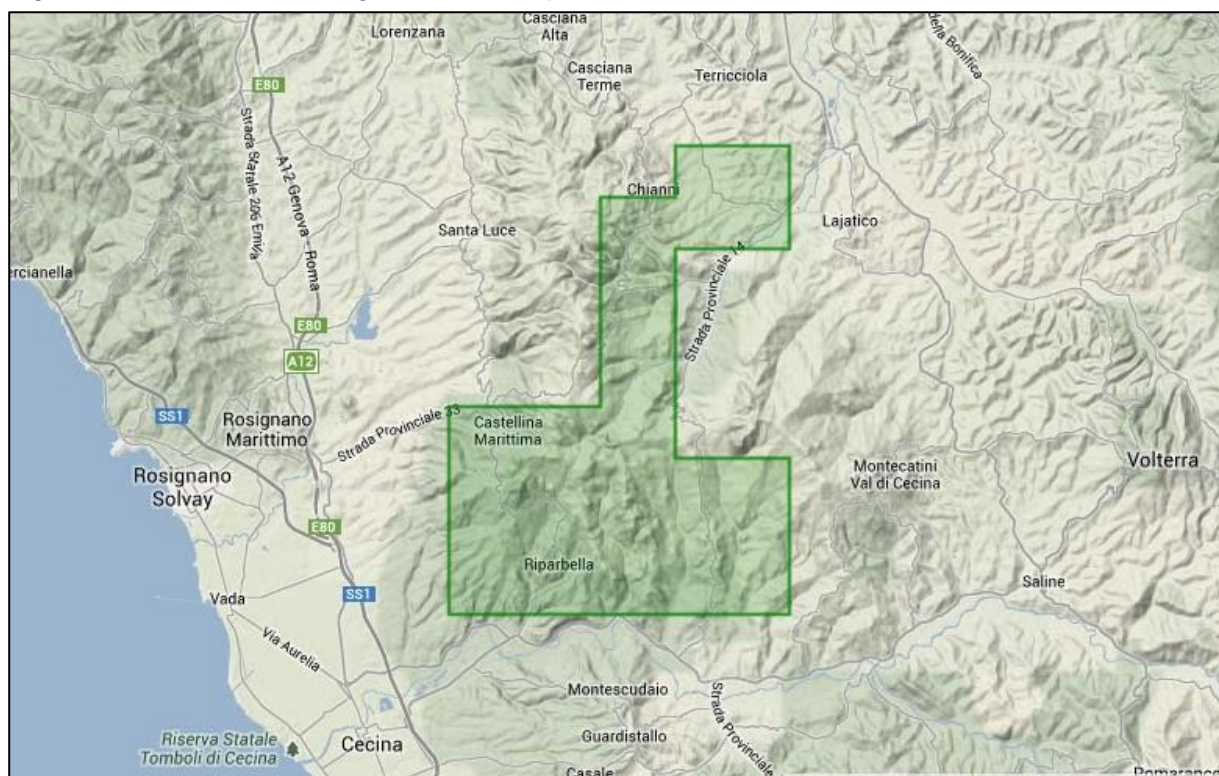 Casciana
Alta
Lorenzana
della Bonifica
Casciana
Terme
Terricciola
E80
Strada Statale 206 Emilia
A12 Genova - Roma
Chianni
Lajatico
Santa Luce
ercianella
Strada Provinciale 14
E80
A12
SS1
Rosignano
Marittimo
Strada Provinciale 33
Castellina
Marittima
Rosignano
Solvay
Montecatini
Val di Cecina
Volterra
E80
Riparbella
Saline
SS1
Vada
Via Aurelia
Montescudaio
Strada Provinciale
Guardistallo
Riserva Statale
Tomboli di Cecina
Cecina
Casale
Pomarance